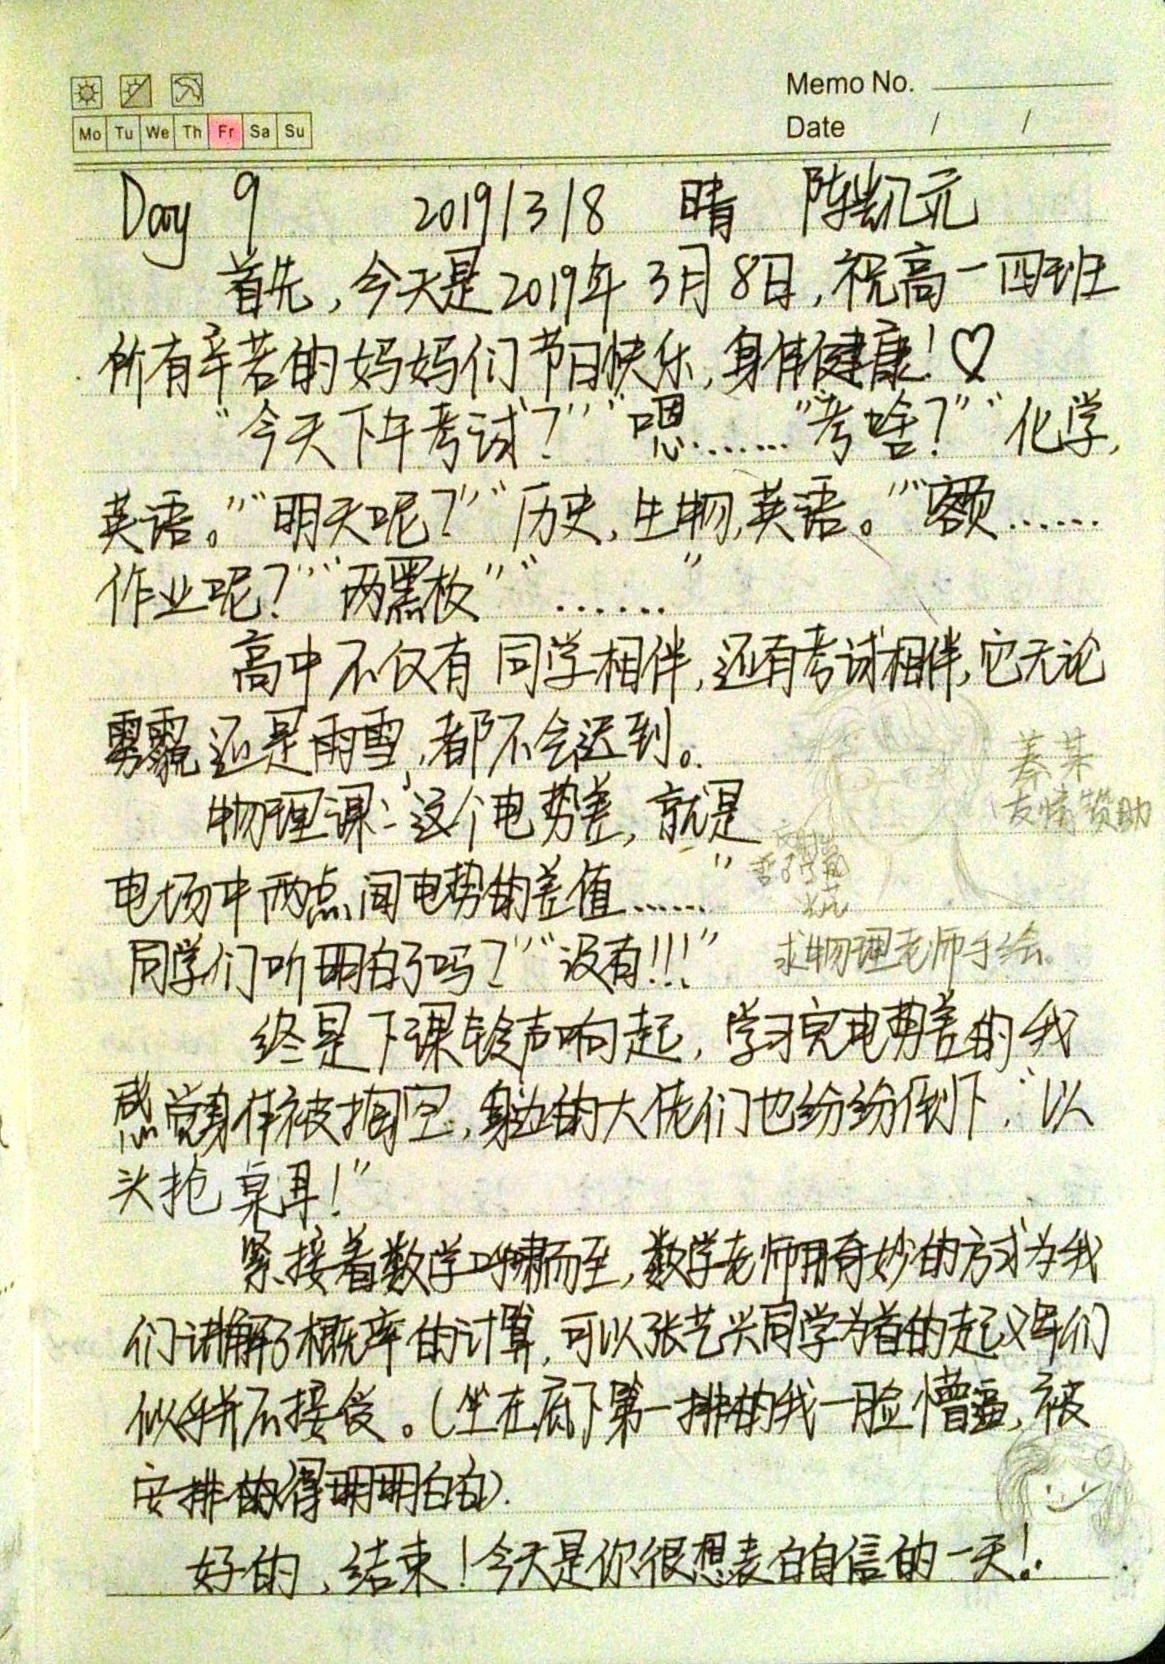 Memo No.
Mo Tu We Th Fr Sa Su
Date / /
Day 9 2019/3/8 晴 陈凯元
首先,今天是2019年3月8日,祝高一四班
所有辛苦的妈妈们节日快乐,身体健康!♡
“今天下午考试?”“嗯……”“考啥?”“化学,
英语。”“明天呢?”“历史,生物,英语。”“额……
作业呢?”“两黑板”“……”
高中不仅有同学相伴,还有考试相伴,它无论
雾霾还是雨雪,都不会迟到。
物理课:“这个电势差,就是
电场中两点间电势的差值……”
同学们听明白了吗?”“没有!!!”
秦某
友情赞助
求物理老师手绘。
终是下课铃声响起,学习完电势差的我
感觉身体被掏空,身边的大佬们也纷纷倒下,“以
头抢桌耳!”
紧接着数学呼啸而至,数学老师用奇妙的方式为我
们讲解了概率的计算,可以张艺兴同学为首的起义军们
似乎并不接受。(坐在底下第一排的我一脸懵逼,被
安排的得明明白白).
好的,结束!今天是你很想表白自信的一天!